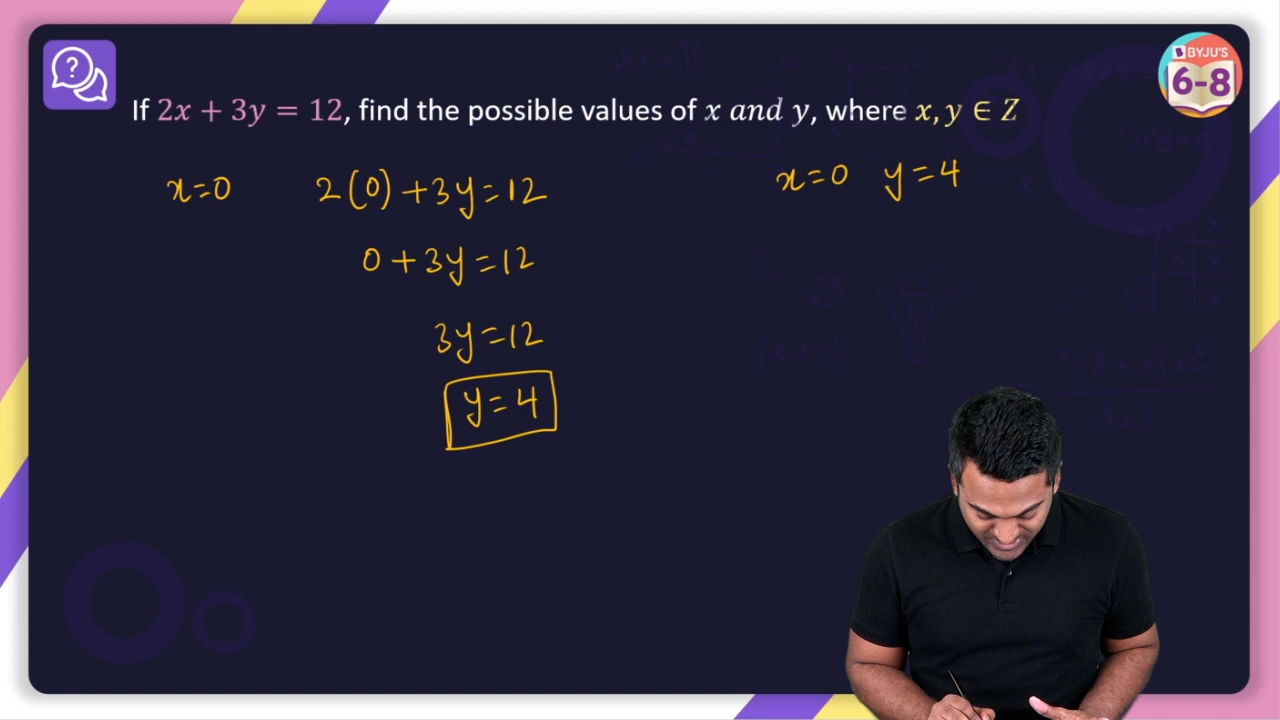 BYJU'S
6-8
If 2x + 3y = 12, find the possible values of x and y, where x, y ∈ Z
x=0 2(0)+3y=12
x=0 y=4
0+3y=12
3y=12
y=4